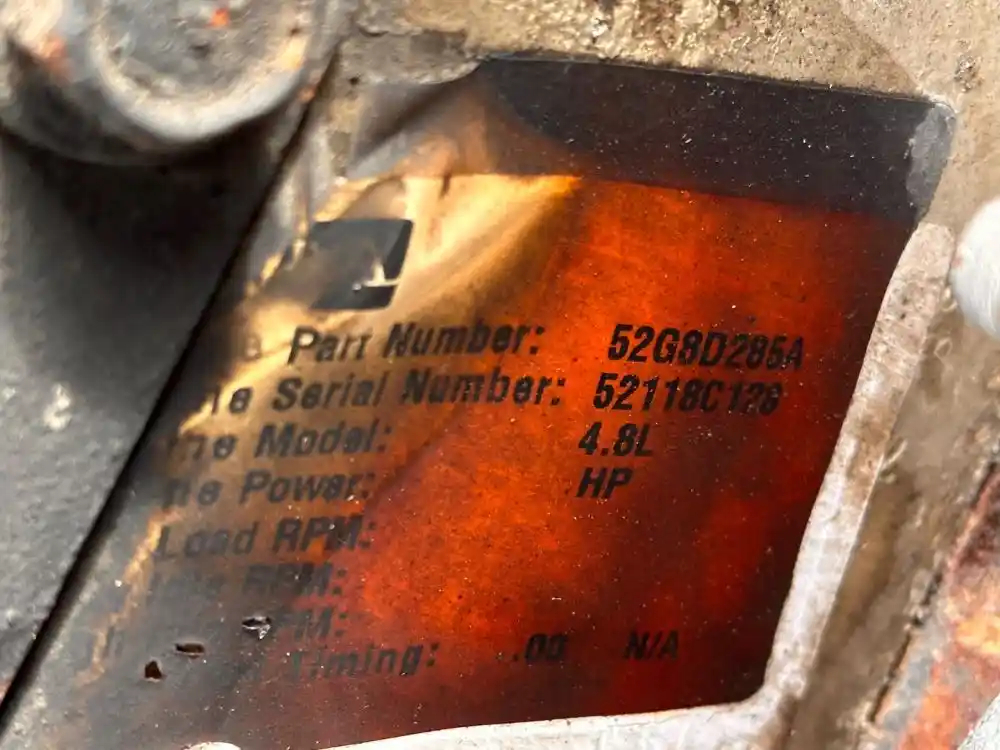 Part Number: 52G8D285A
Serial Number: 52118C128
Model: 4.8L
Power: HP
Load RPM:
RPM:
Timing: .00 N/A